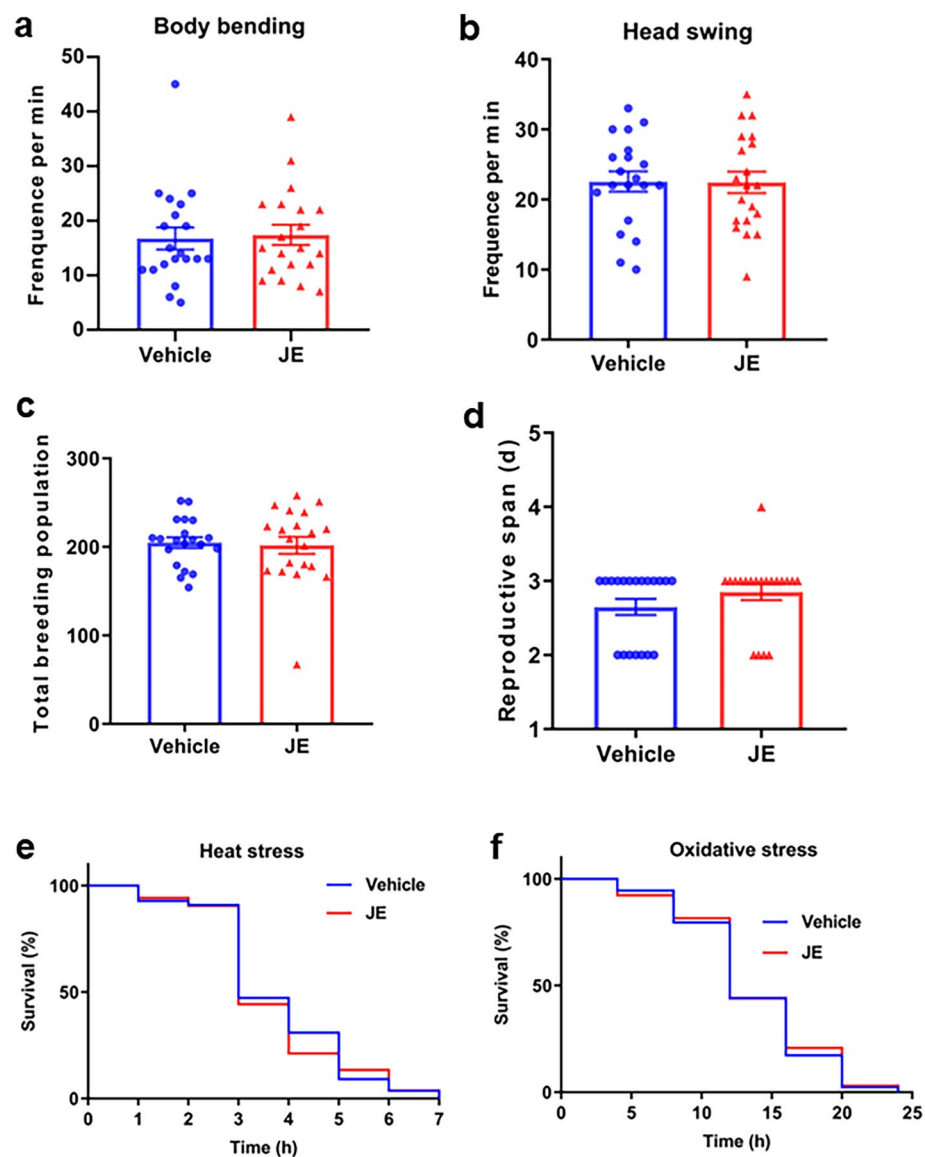 a
Body bending
Frenquence per min
50
40
30
20
10
0
Vehicle
JE
b
Head swing
Frequence per min
40
30
20
10
0
Vehicle
JE
c
Total breeding population
300
200
100
0
Vehicle
JE
d
Reproductive span (d)
5
4
3
2
1
Vehicle
JE
e
Heat stress
Vehicle
JE
Survival (%)
100
50
0
0 1 2 3 4 5 6 7
Time (h)
f
Oxidative stress
Vehicle
JE
Survival (%)
100
50
0
0 5 10 15 20 25
Time (h)